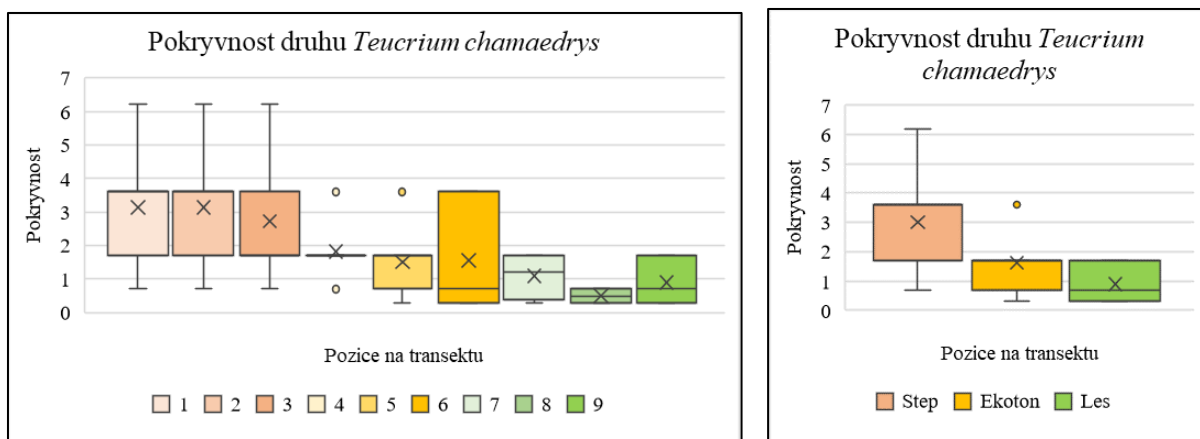 Pokryvnost druhu Teucrium chamaedrys
Pokryvnost
7
6
5
4
3
2
1
0
Pozice na transektu
1 2 3 4 5 6 7 8 9
Pokryvnost druhu Teucrium
chamaedrys
Pokryvnost
7
6
5
4
3
2
1
0
Pozice na transektu
Step Ekoton Les